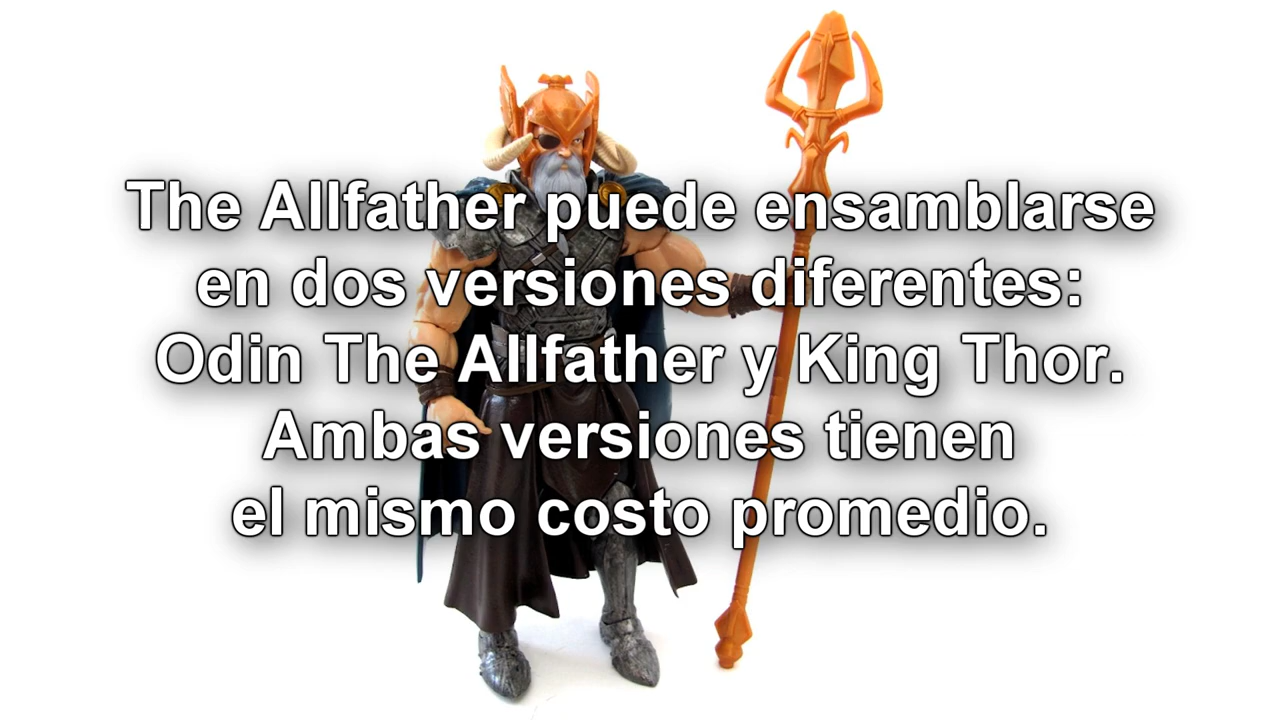 The Allfather puede ensamblarse
en dos versiones diferentes:
Odin The Allfather y King Thor.
Ambas versiones tienen
el mismo costo promedio.